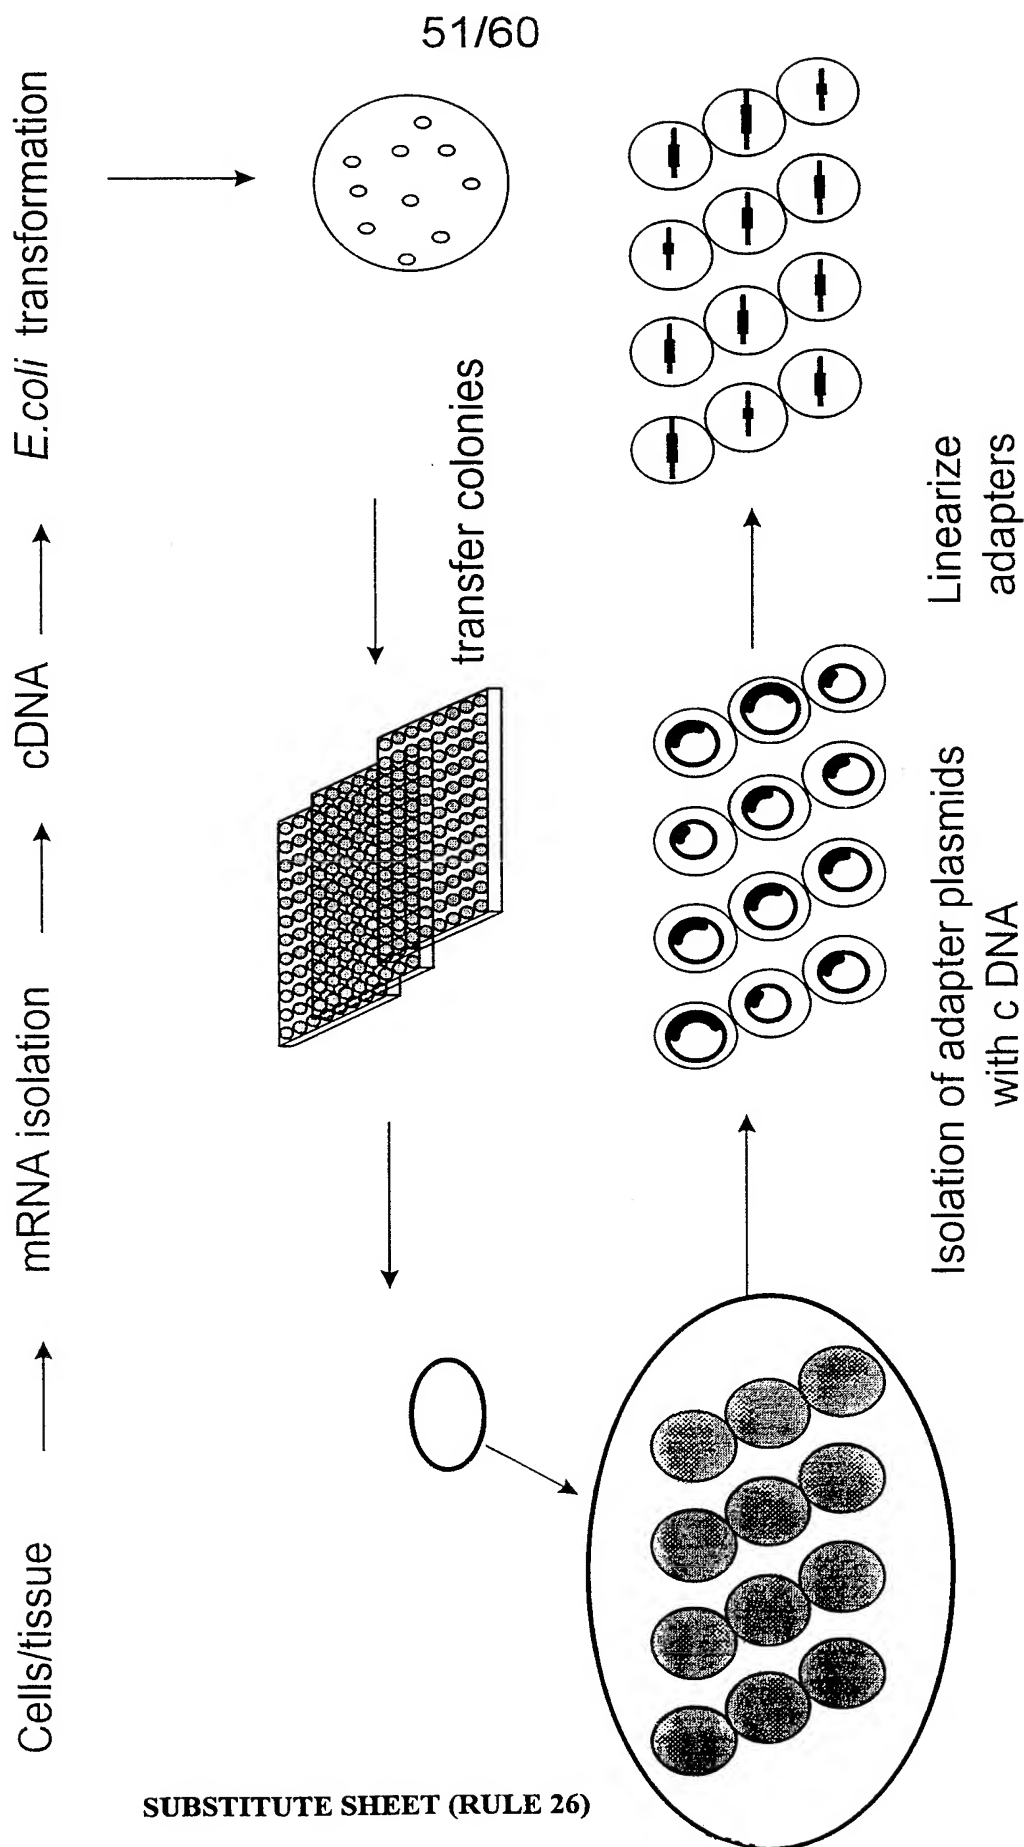 51/60
Cells/tissue → mRNA isolation → cDNA → E.coli transformation
transfer colonies
Isolation of adapter plasmids
with c DNA
Linearize
adapters
SUBSTITUTE SHEET (RULE 26)